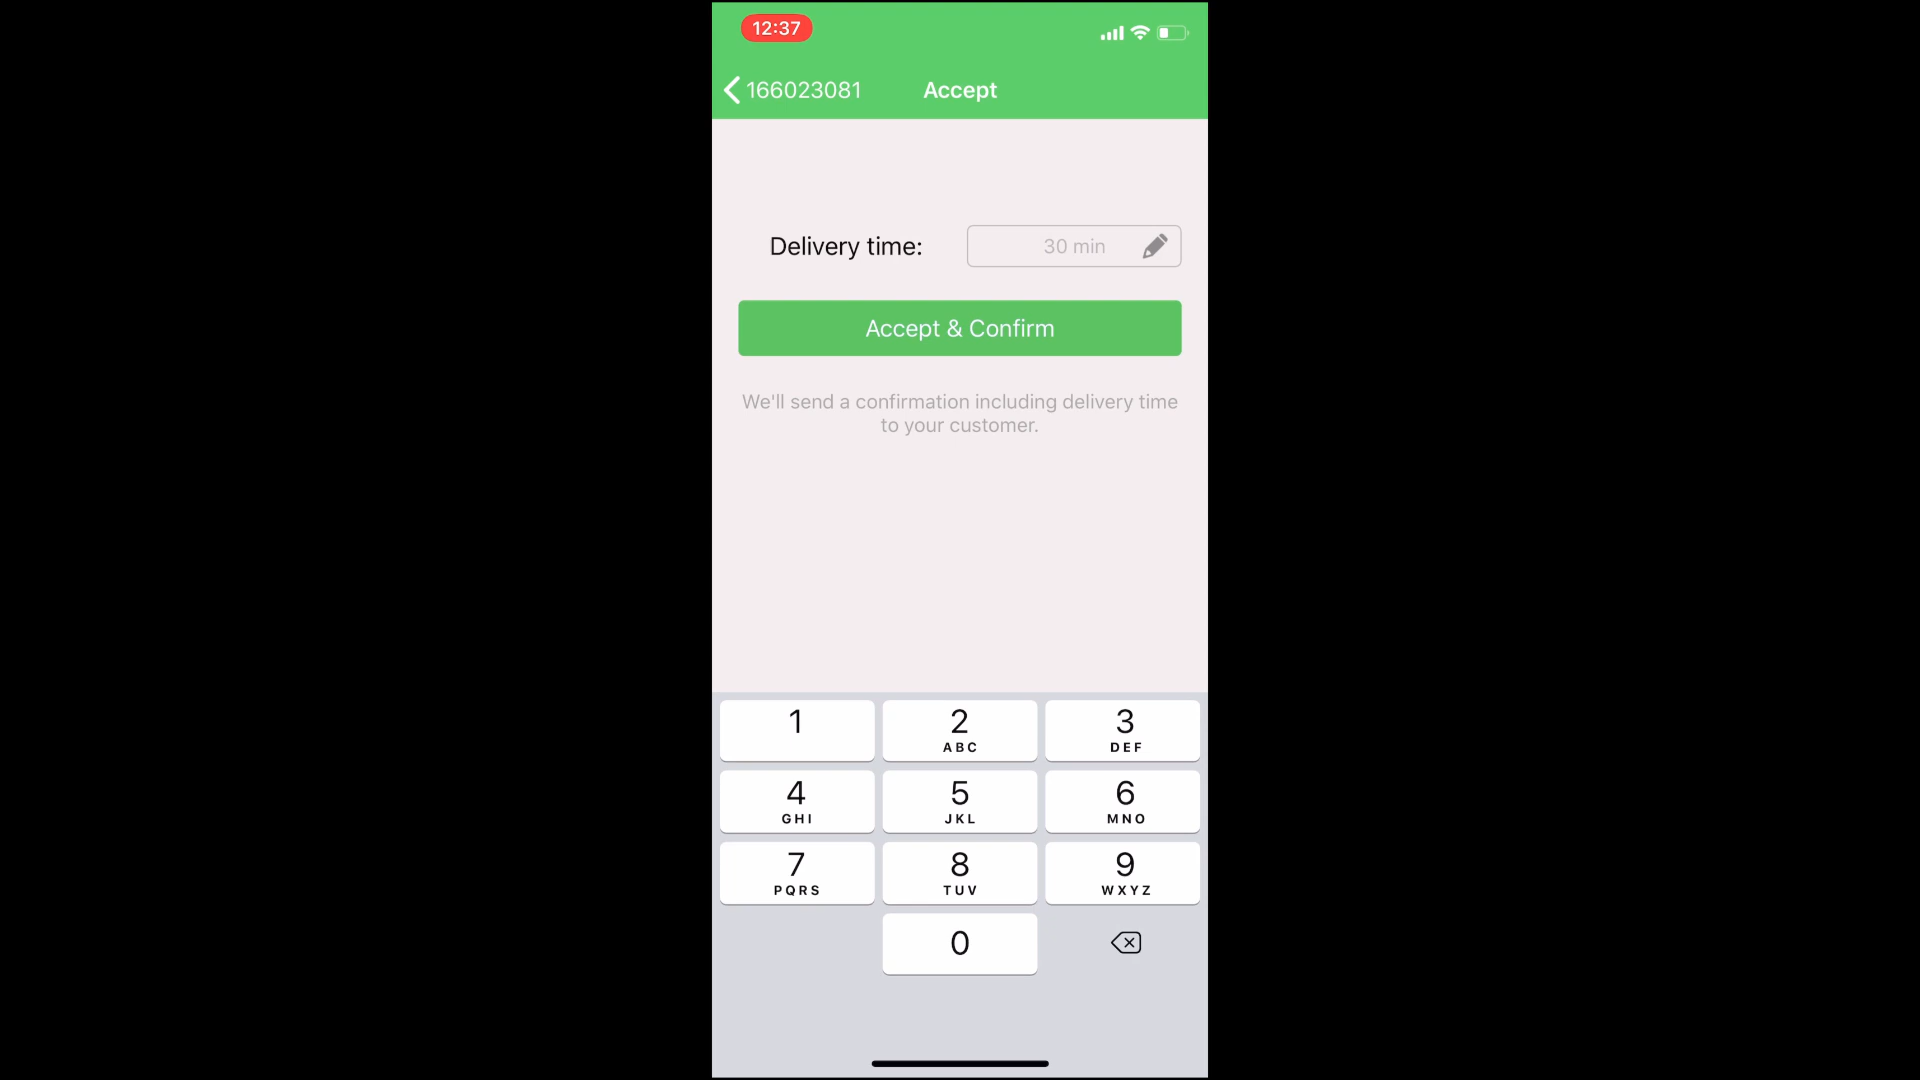 12:37
166023081
Accept
Delivery time:
30 min
Accept & Confirm
We'll send a confirmation including delivery time
to your customer.
1
2
ABC
3
DEF
4
GHI
5
JKL
6
MNO
7
PQRS
8
TUV
9
WXYZ
0